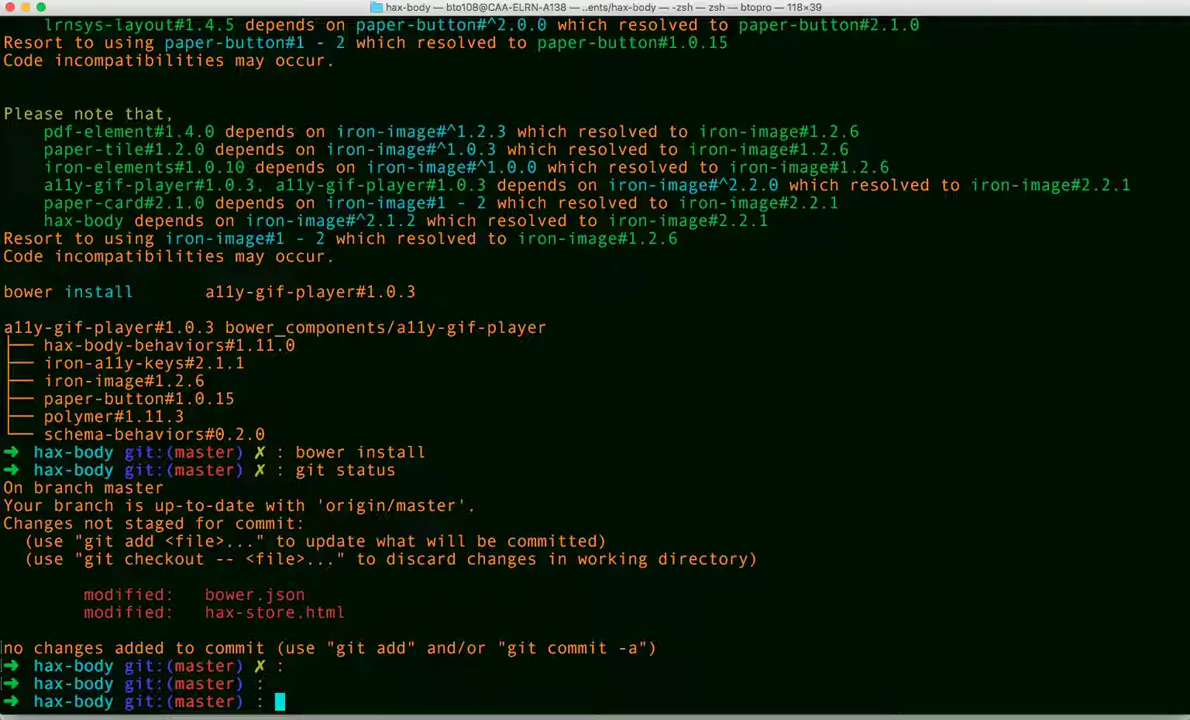 hax-body — bto108@CAA-ELRN-A138 — ..ents/hax-body — -zsh — zsh — btopro — 118×39
lrnsys-layout#1.4.5 depends on paper-button#^2.0.0 which resolved to paper-button#2.1.0
Resort to using paper-button#1 - 2 which resolved to paper-button#1.0.15
Code incompatibilities may occur.
Please note that,
pdf-element#1.4.0 depends on iron-image#^1.2.3 which resolved to iron-image#1.2.6
paper-tile#1.2.0 depends on iron-image#^1.0.3 which resolved to iron-image#1.2.6
iron-elements#1.0.10 depends on iron-image#^1.0.0 which resolved to iron-image#1.2.6
a11y-gif-player#1.0.3, a11y-gif-player#1.0.3 depends on iron-image#^2.2.0 which resolved to iron-image#2.2.1
paper-card#2.1.0 depends on iron-image#1 - 2 which resolved to iron-image#2.2.1
hax-body depends on iron-image#^2.1.2 which resolved to iron-image#2.2.1
Resort to using iron-image#1 - 2 which resolved to iron-image#1.2.6
Code incompatibilities may occur.
bower install a11y-gif-player#1.0.3
a11y-gif-player#1.0.3 bower_components/a11y-gif-player
├── hax-body-behaviors#1.11.0
├── iron-a11y-keys#2.1.1
├── iron-image#1.2.6
├── paper-button#1.0.15
├── polymer#1.11.3
└── schema-behaviors#0.2.0
➜ hax-body git:(master) ✗ : bower install
➜ hax-body git:(master) ✗ : git status
On branch master
Your branch is up-to-date with 'origin/master'.
Changes not staged for commit:
(use "git add <file>..." to update what will be committed)
(use "git checkout -- <file>..." to discard changes in working directory)
modified: bower.json
modified: hax-store.html
no changes added to commit (use "git add" and/or "git commit -a")
➜ hax-body git:(master) ✗ :
➜ hax-body git:(master) :
➜ hax-body git:(master) :